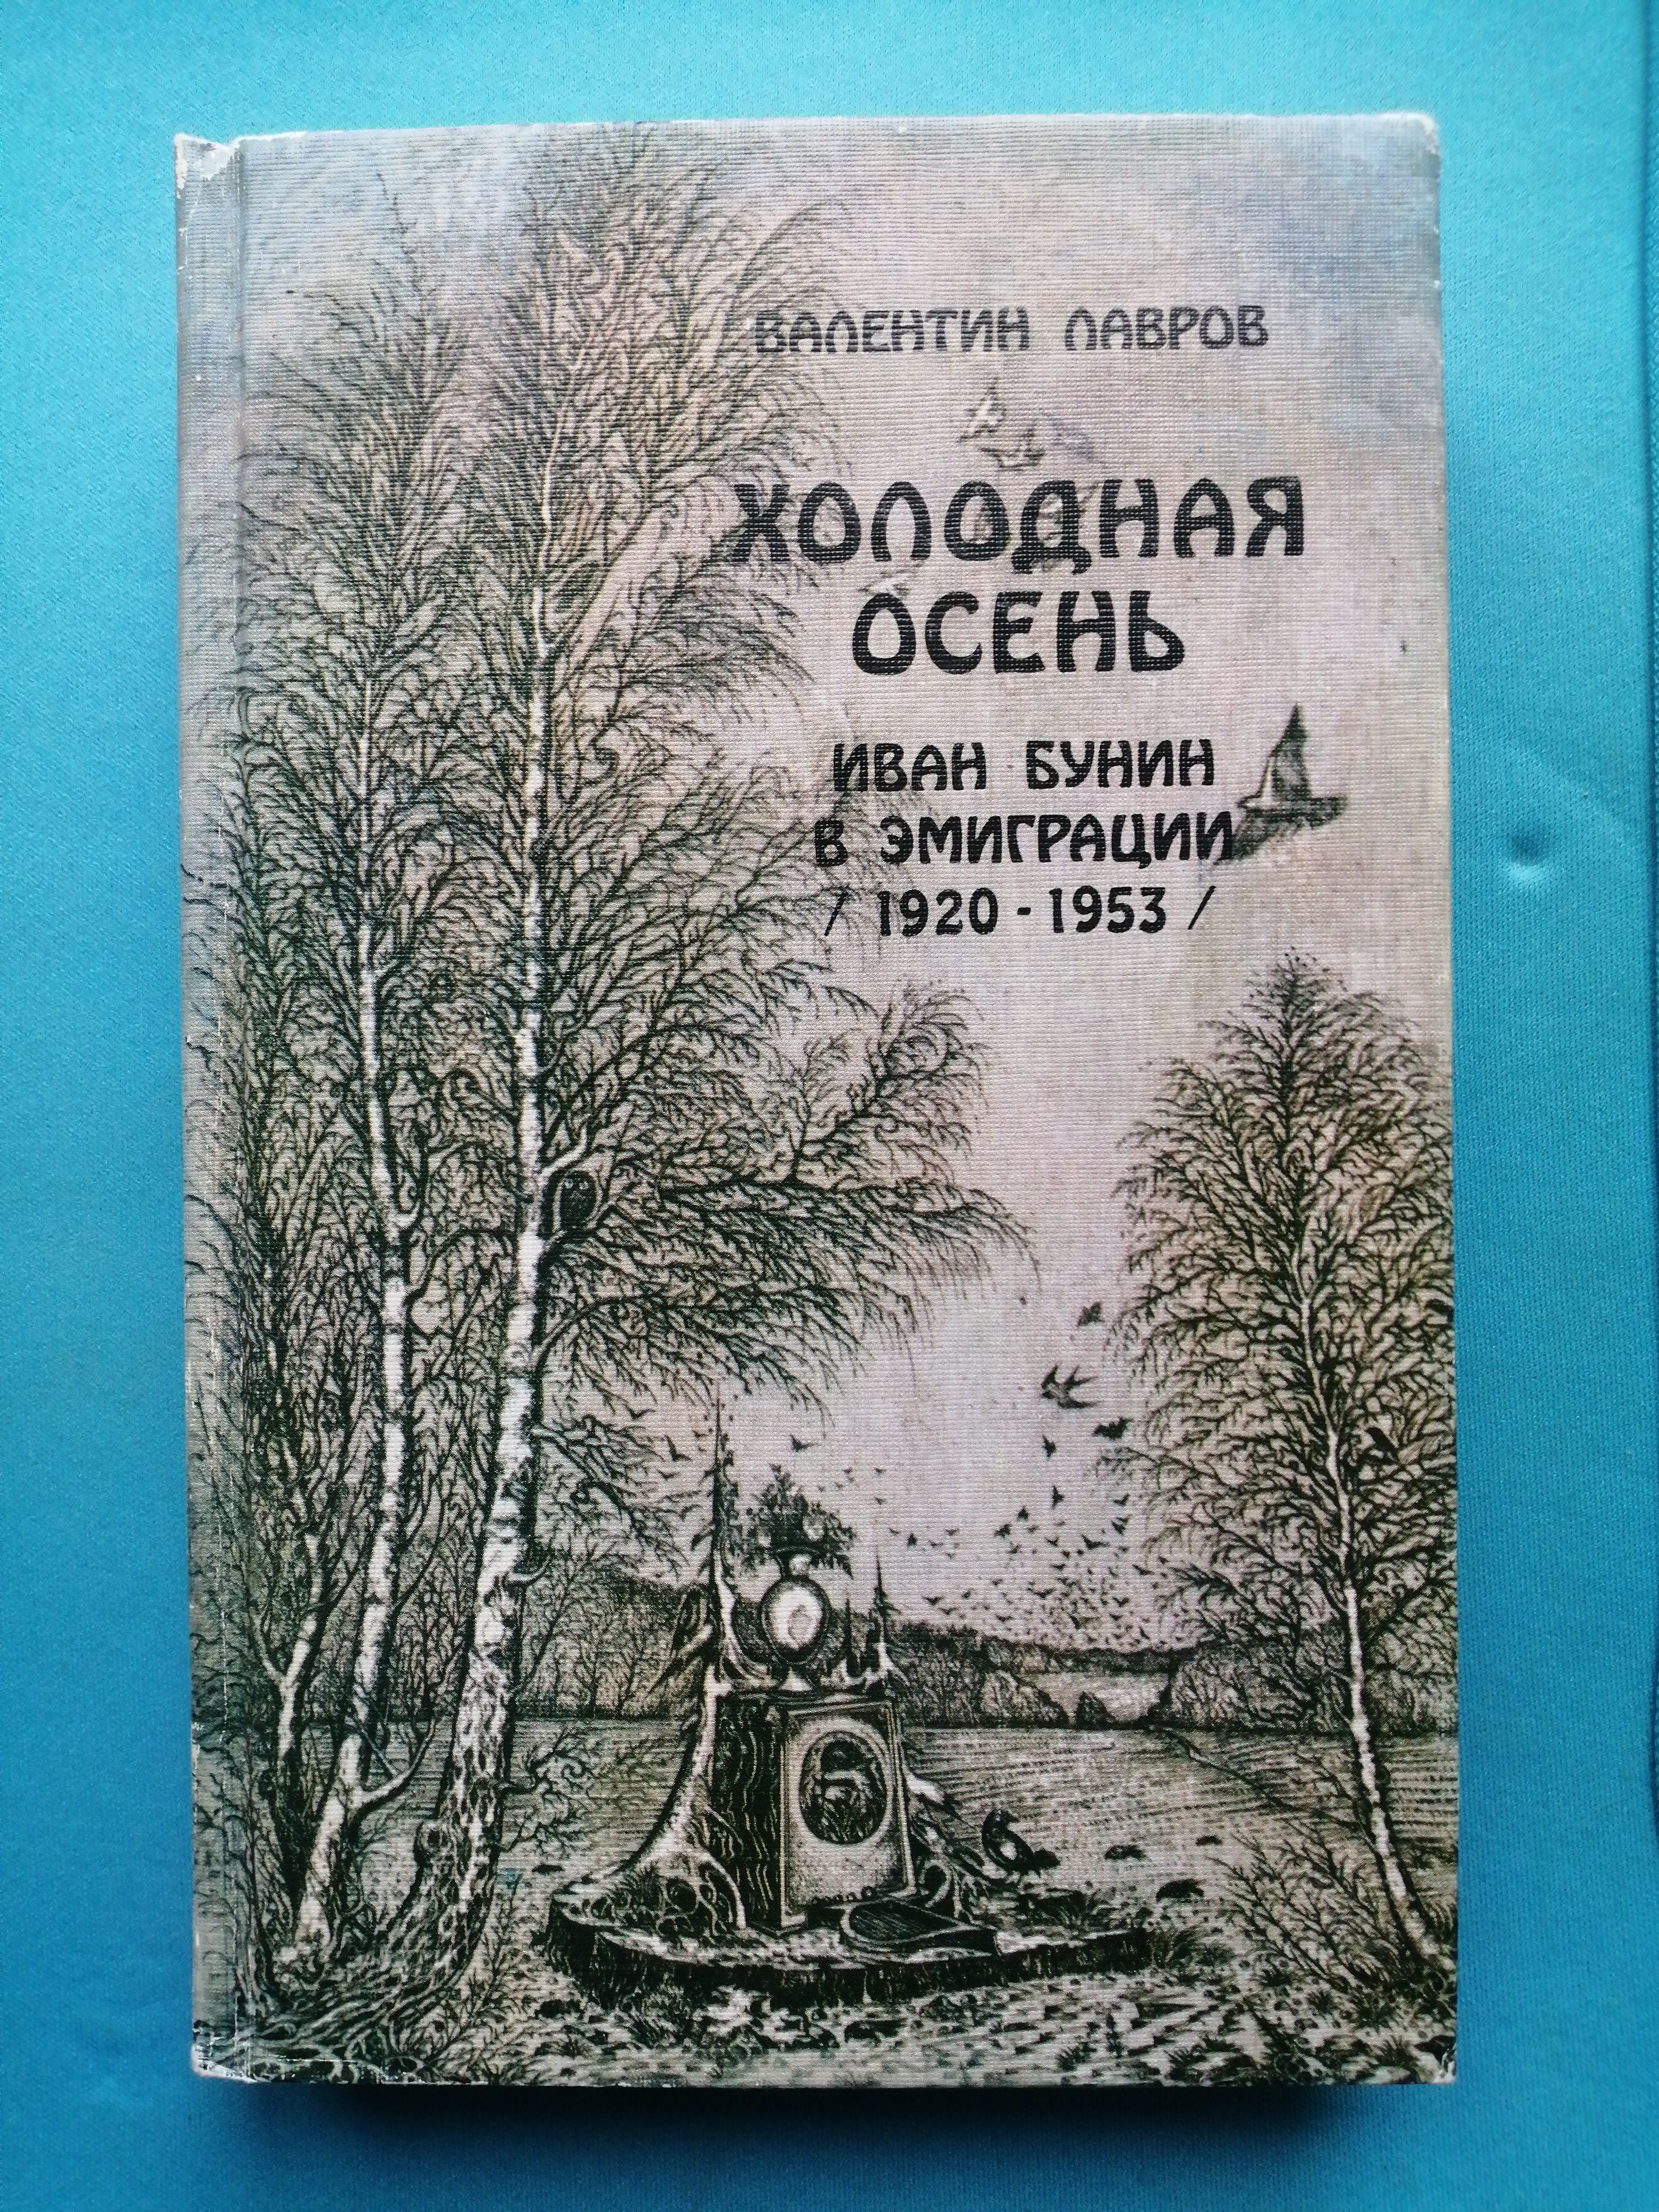 ВАЛЕНТИН ЛАВРОВ
ХОЛОДНАЯ
ОСЕНЬ
ИВАН БУНИН
В ЭМИГРАЦИИ
/ 1920 - 1953 /